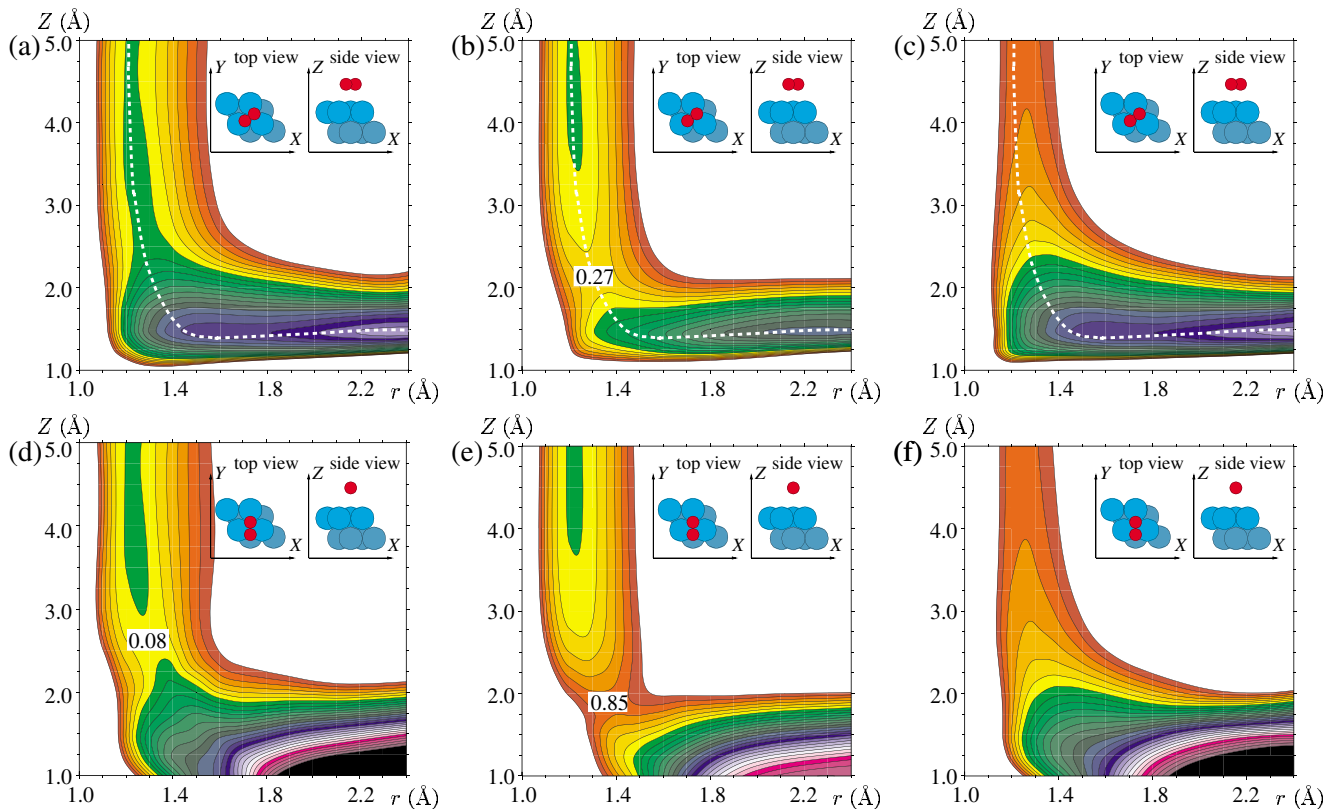 Z (Å) Z (Å) Z (Å)
(a) (b) (c)
5.0 5.0 5.0
top view side view top view side view top view side view
Y Z Y Z Y Z
4.0 4.0 4.0
X X X X X X
3.0 3.0 3.0
0.27
2.0 2.0 2.0
1.0 1.0 1.0
1.0 1.4 1.8 2.2 r (Å) 1.0 1.4 1.8 2.2 r (Å) 1.0 1.4 1.8 2.2 r (Å)
Z (Å) Z (Å) Z (Å)
(d) (e) (f)
5.0 5.0 5.0
top view side view top view side view top view side view
Y Z Y Z Y Z
4.0 4.0 4.0
X X X X X X
3.0 3.0 3.0
0.08
2.0 2.0 2.0
0.85
1.0 1.0 1.0
1.0 1.4 1.8 2.2 r (Å) 1.0 1.4 1.8 2.2 r (Å) 1.0 1.4 1.8 2.2 r (Å)